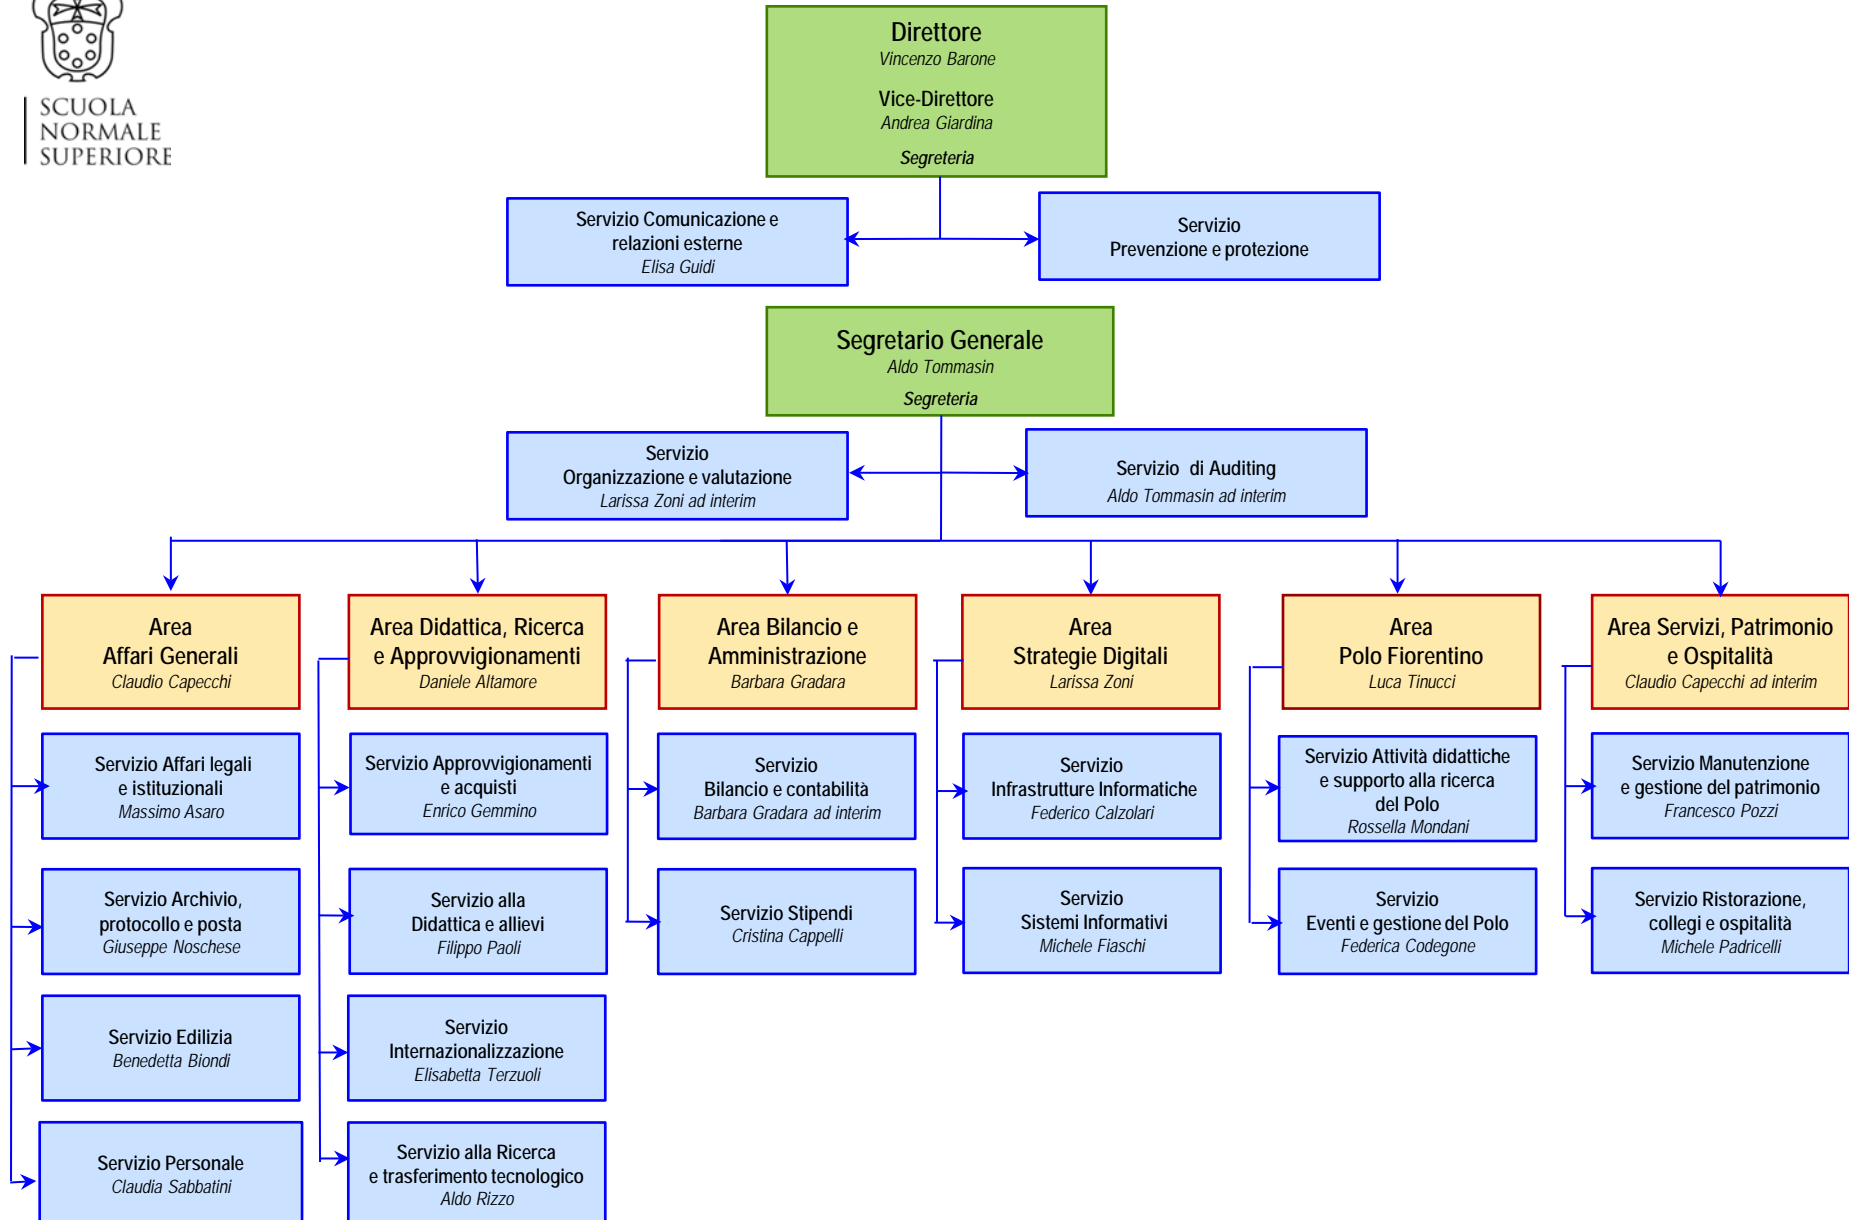 SCUOLA
NORMALE
SUPERIORE
Direttore
Vincenzo Barone
Vice-Direttore
Andrea Giardina
Segreteria
Servizio Comunicazione e
relazioni esterne
Elisa Guidi
Servizio
Prevenzione e protezione
Segretario Generale
Aldo Tommasin
Segreteria
Servizio
Organizzazione e valutazione
Larissa Zoni ad interim
Servizio di Auditing
Aldo Tommasin ad interim
Area
Affari Generali
Claudio Capecchi
Area Didattica, Ricerca
e Approvvigionamenti
Daniele Altamore
Area Bilancio e
Amministrazione
Barbara Gradara
Area
Strategie Digitali
Larissa Zoni
Area
Polo Fiorentino
Luca Tinucci
Area Servizi, Patrimonio
e Ospitalità
Claudio Capecchi ad interim
Servizio Affari legali
e istituzionali
Massimo Asaro
Servizio Approvvigionamenti
e acquisti
Enrico Gemmino
Servizio
Bilancio e contabilità
Barbara Gradara ad interim
Servizio
Infrastrutture Informatiche
Federico Calzolari
Servizio Attività didattiche
e supporto alla ricerca
del Polo
Rossella Mondani
Servizio Manutenzione
e gestione del patrimonio
Francesco Pozzi
Servizio Archivio,
protocollo e posta
Giuseppe Noschese
Servizio alla
Didattica e allievi
Filippo Paoli
Servizio Stipendi
Cristina Cappelli
Servizio
Sistemi Informativi
Michele Fiaschi
Servizio
Eventi e gestione del Polo
Federica Codegone
Servizio Ristorazione,
collegi e ospitalità
Michele Padricelli
Servizio Edilizia
Benedetta Biondi
Servizio
Internazionalizzazione
Elisabetta Terzuoli
Servizio Personale
Claudia Sabbatini
Servizio alla Ricerca
e trasferimento tecnologico
Aldo Rizzo